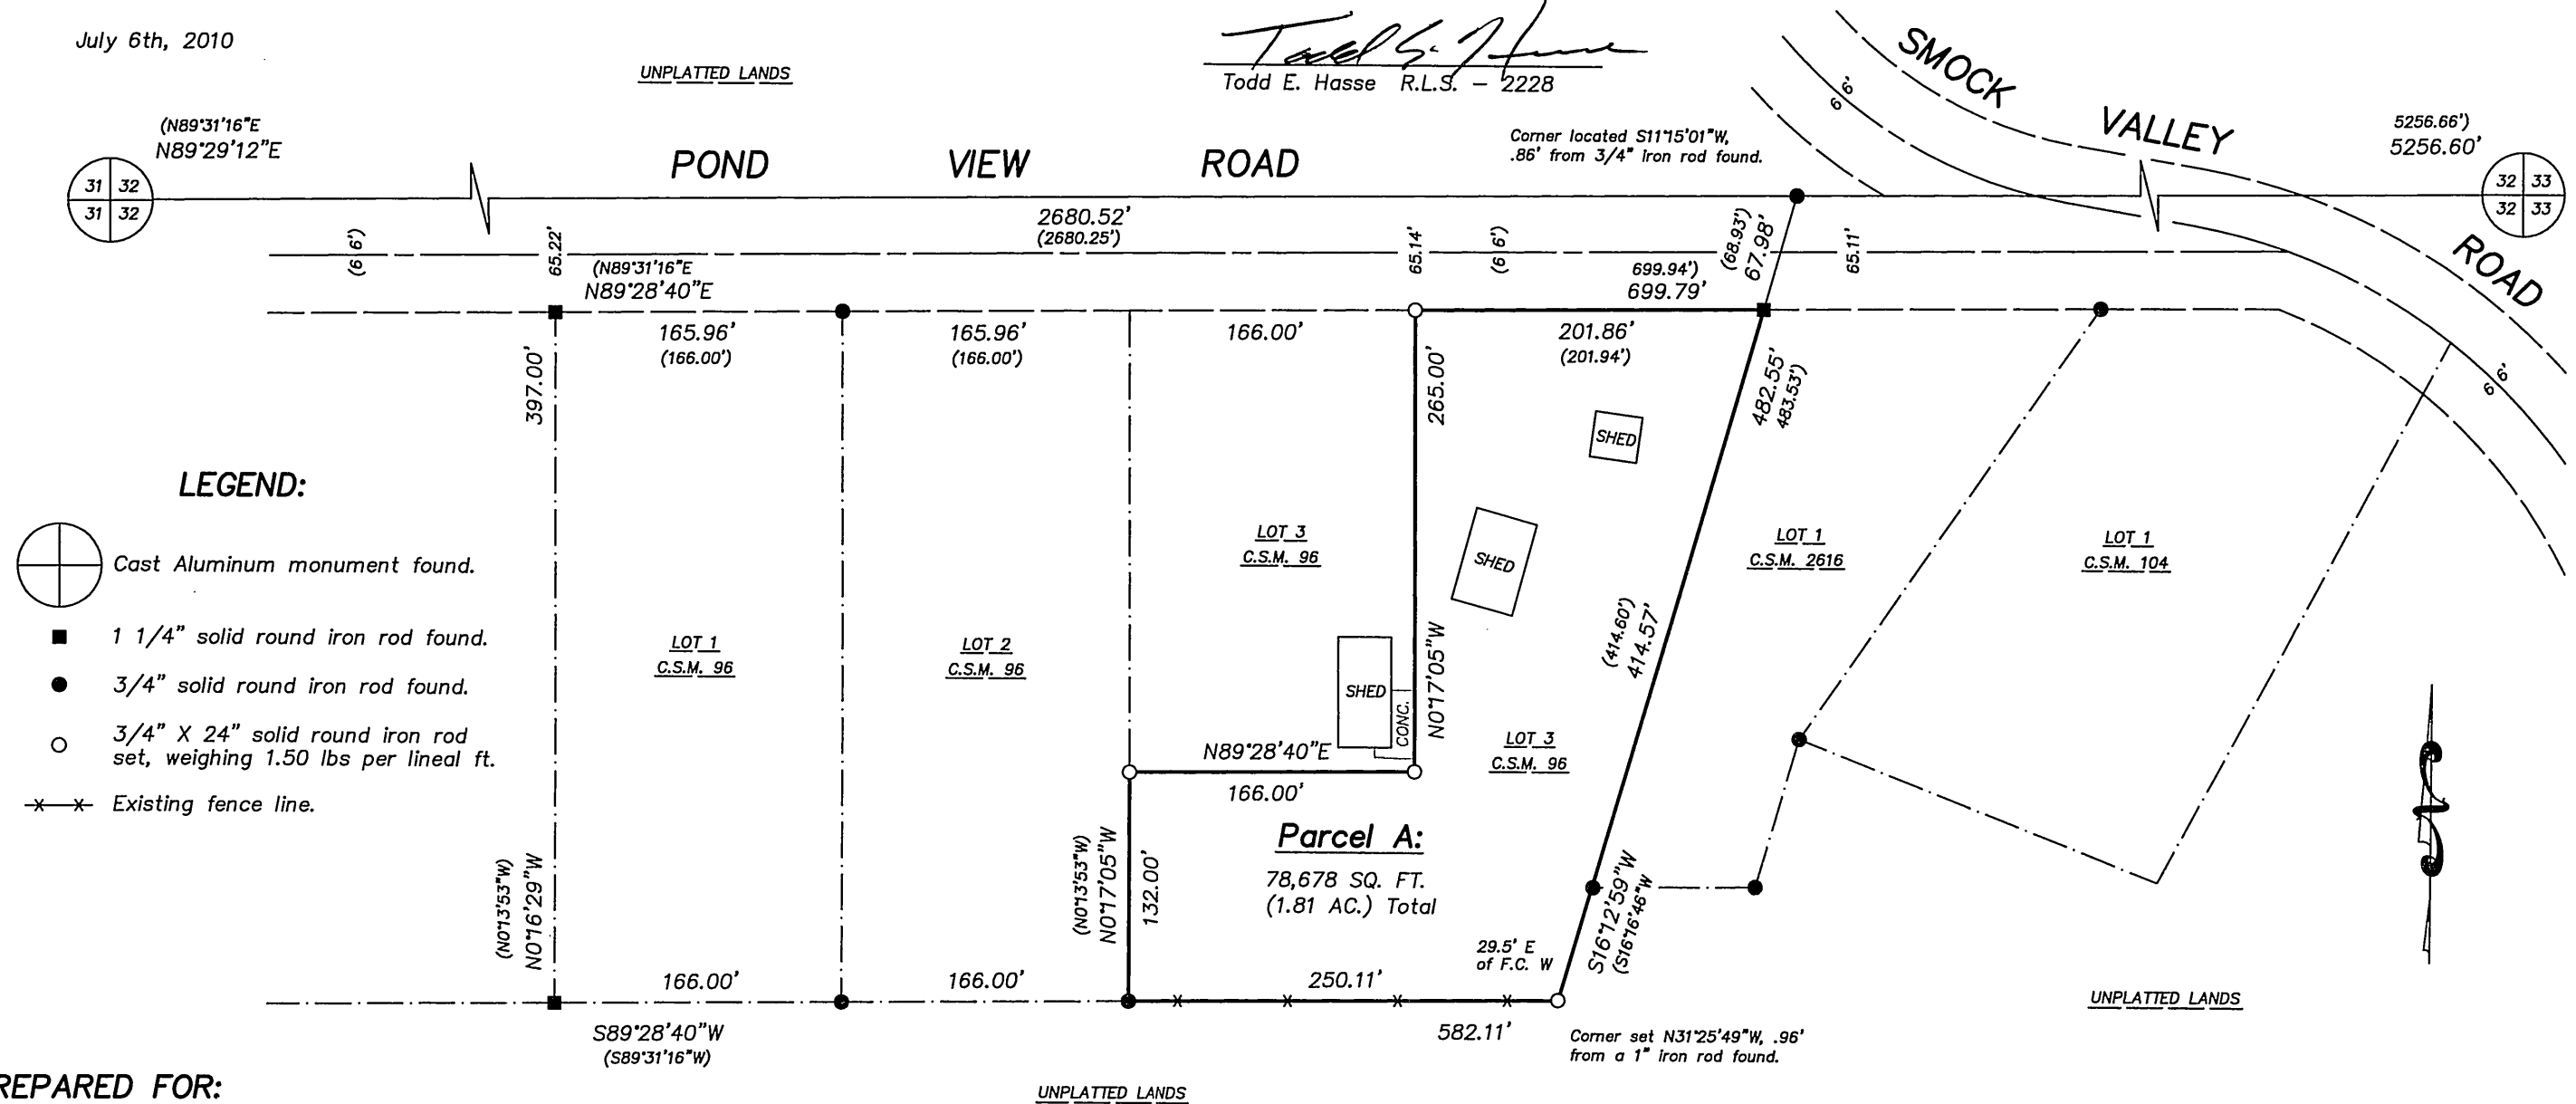 July 6th, 2010
UNPLATTED LANDS
Todd E. Hasse R.L.S. - 2228
SMOCK VALLEY ROAD
6 6'
(N89°31'16"E
N89°29'12"E
5256.66')
5256.60'
POND VIEW ROAD
Corner located S11°15'01"W,
.86' from 3/4" iron rod found.
31 32
31 32
32 33
32 33
2680.52'
(2680.25')
(6 6')
65.22'
65.14'
(6 6')
(68.93')
67.98'
65.11'
(N89°31'16"E
N89°28'40"E
699.94')
699.79'
165.96'
(166.00')
165.96'
(166.00')
166.00'
201.86'
(201.94')
397.00'
265.00'
482.55'
483.53')
6 6'
SHED
LEGEND:
Cast Aluminum monument found.
1 1/4" solid round iron rod found.
3/4" solid round iron rod found.
3/4" X 24" solid round iron rod
set, weighing 1.50 lbs per lineal ft.
Existing fence line.
LOT 3
C.S.M. 96
SHED
LOT 1
C.S.M. 2616
LOT 1
C.S.M. 104
LOT 1
C.S.M. 96
LOT 2
C.S.M. 96
(414.60')
414.57'
SHED
CONC.
N0°17'05"W
N89°28'40"E
166.00'
LOT 3
C.S.M. 96
Parcel A:
78,678 SQ. FT.
(1.81 AC.) Total
(N0°13'53"W)
N0°16'29"W
(N0°13'53"W)
N0°17'05"W
132.00'
29.5' E
of F.C. W
S16°12'59"W
(S16°16'46"W
166.00'
166.00'
250.11'
UNPLATTED LANDS
S89°28'40"W
(S89°31'16"W)
582.11'
Corner set N31°25'49"W, .96'
from a 1" iron rod found.
REPARED FOR:
UNPLATTED LANDS